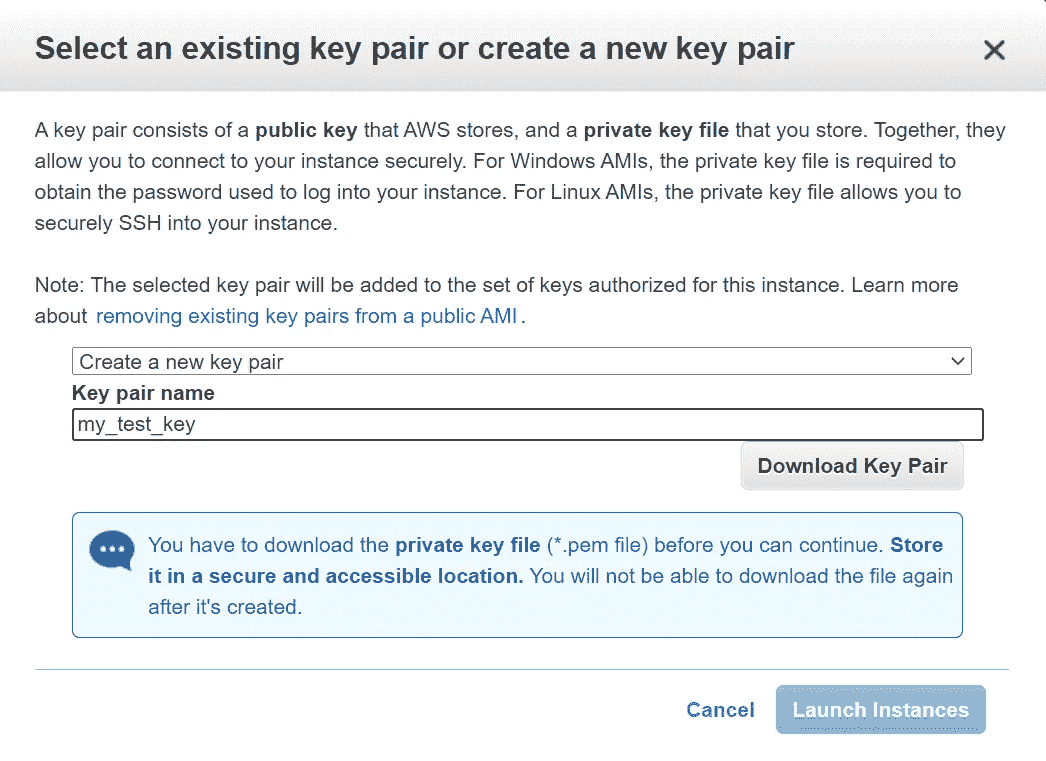 Select an existing key pair or create a new key pair
A key pair consists of a public key that AWS stores, and a private key file that you store. Together, they
allow you to connect to your instance securely. For Windows AMIs, the private key file is required to
obtain the password used to log into your instance. For Linux AMIs, the private key file allows you to
securely SSH into your instance.
Note: The selected key pair will be added to the set of keys authorized for this instance. Learn more
about removing existing key pairs from a public AMI.
Create a new key pair
Key pair name
my_test_key
Download Key Pair
You have to download the private key file (*.pem file) before you can continue. Store
it in a secure and accessible location. You will not be able to download the file again
after it's created.
Cancel Launch Instances